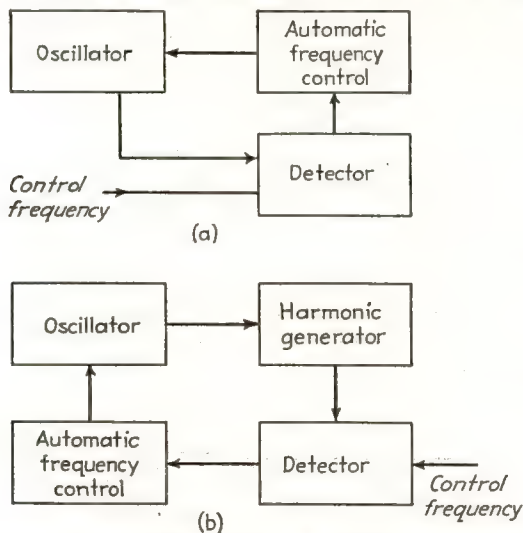 Oscillator
Automatic
frequency
control
Detector
Control
frequency
(a)
Oscillator
Harmonic
generator
Automatic
frequency
control
Detector
Control
frequency
(b)